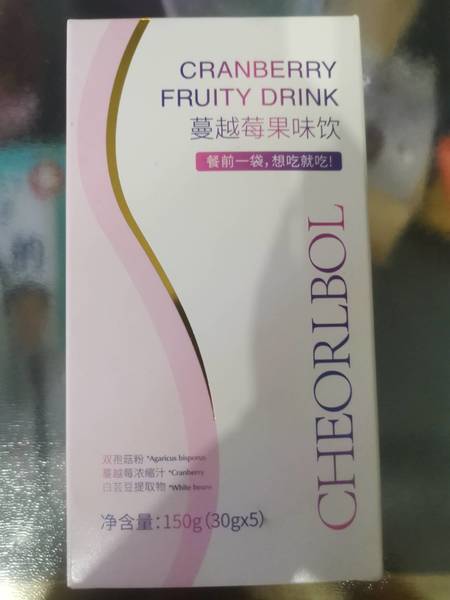 CRANBERRY
FRUITY DRINK
蔓越莓果味饮
餐前一袋，想吃就吃！
CHEORLBOL
双孢菇粉 *Agaricus bisporus
蔓越莓浓缩汁 *Cranberry
白芸豆提取物 *White beans
净含量：150g（30gx5）